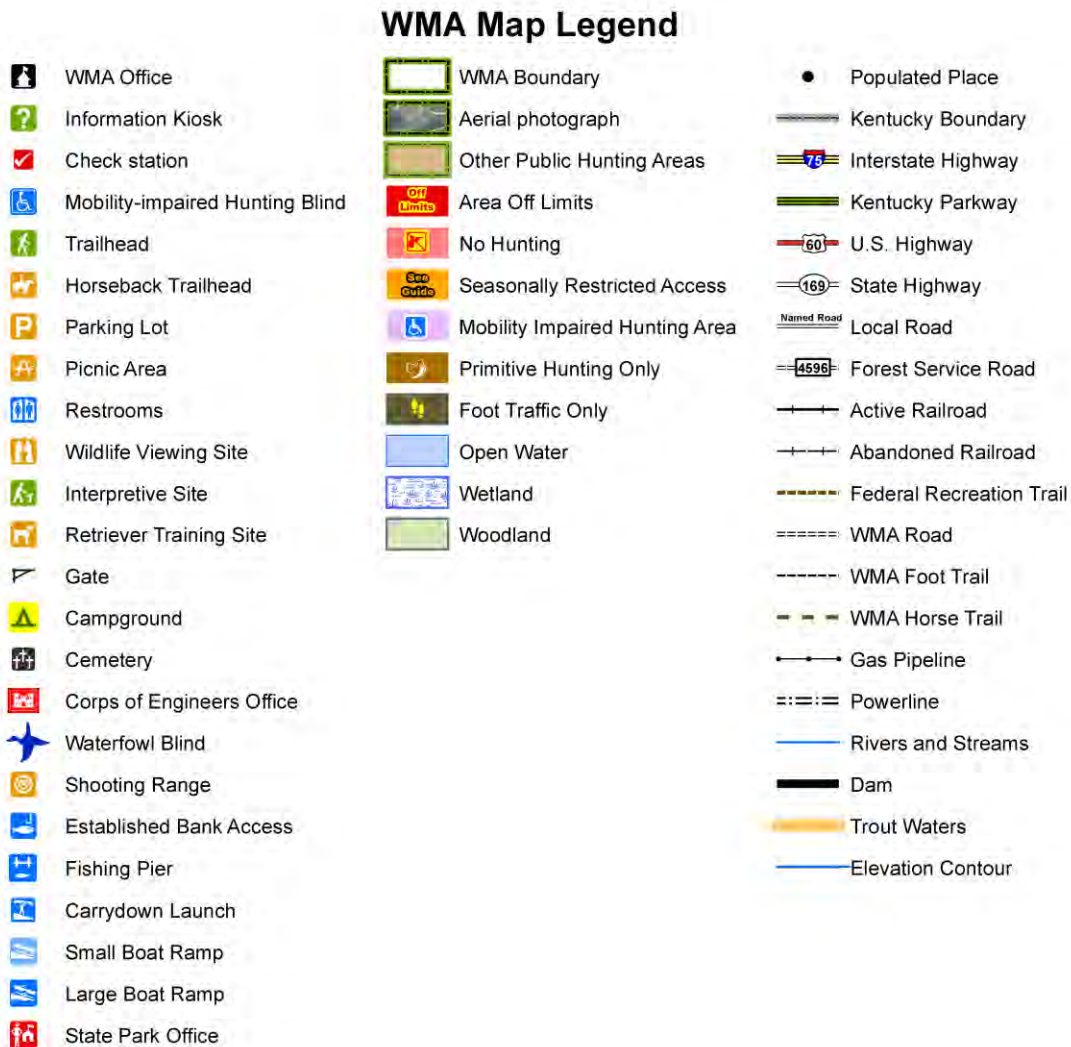 WMA Map Legend
WMA Office
Information Kiosk
Check station
Mobility-impaired Hunting Blind
Trailhead
Horseback Trailhead
P Parking Lot
Picnic Area
Restrooms
Wildlife Viewing Site
Interpretive Site
Retriever Training Site
Gate
Campground
Cemetery
Corps of Engineers Office
Waterfowl Blind
Shooting Range
Established Bank Access
Fishing Pier
Carrydown Launch
Small Boat Ramp
Large Boat Ramp
State Park Office
WMA Boundary
Aerial photograph
Other Public Hunting Areas
Off Limits Area Off Limits
No Hunting
See Guide Seasonally Restricted Access
Mobility Impaired Hunting Area
Primitive Hunting Only
Foot Traffic Only
Open Water
Wetland
Woodland
Populated Place
Kentucky Boundary
75 Interstate Highway
Kentucky Parkway
60 U.S. Highway
169 State Highway
Named Road Local Road
4596 Forest Service Road
Active Railroad
Abandoned Railroad
Federal Recreation Trail
WMA Road
WMA Foot Trail
WMA Horse Trail
Gas Pipeline
Powerline
Rivers and Streams
Dam
Trout Waters
Elevation Contour